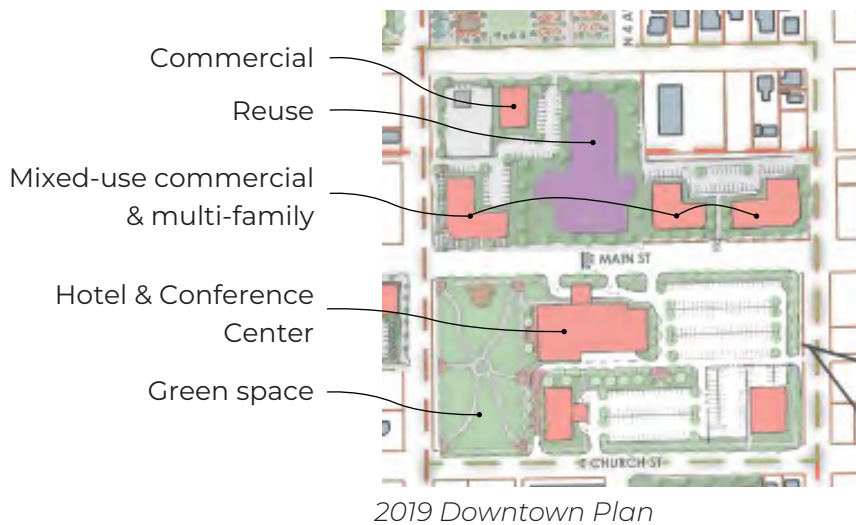 N 4 A
Commercial
Reuse
Mixed-use commercial
& multi-family
E MAIN ST
Hotel & Conference
Center
Green space
E CHURCH ST
2019 Downtown Plan